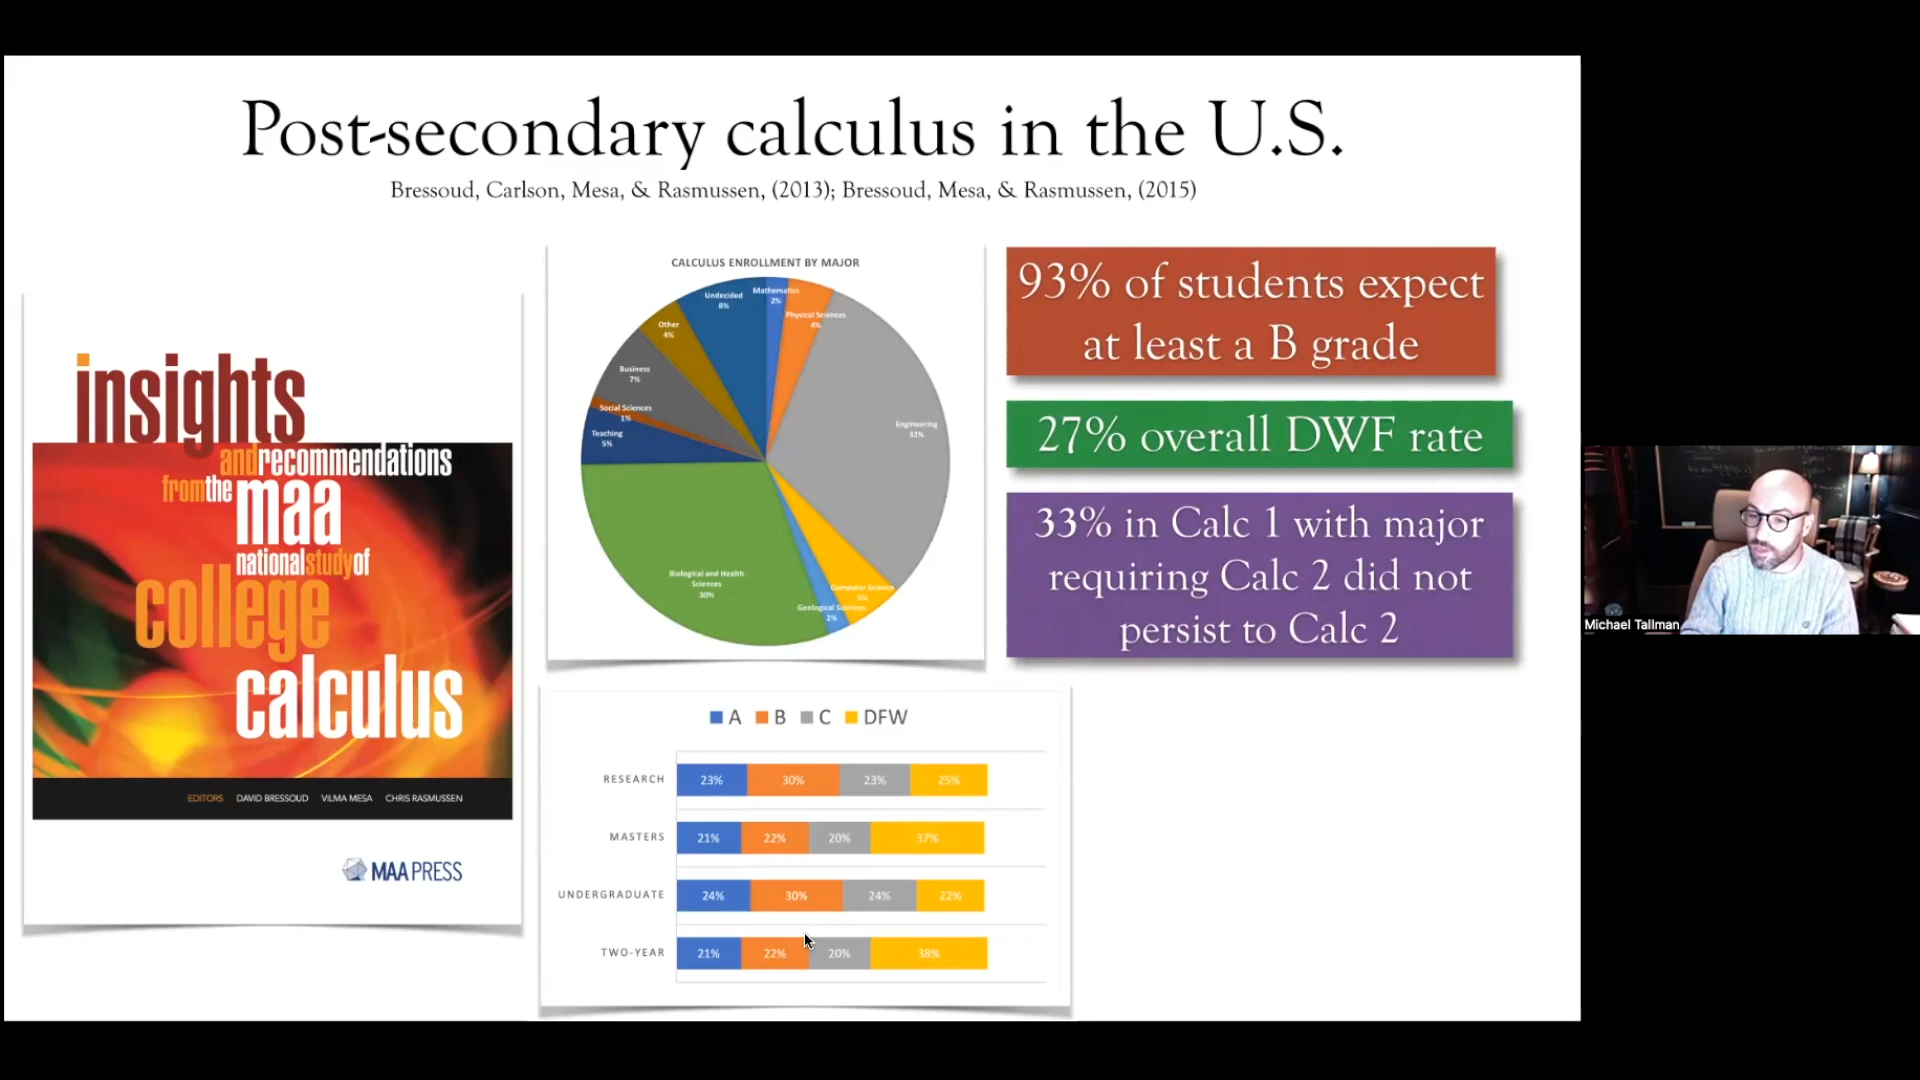 Post-secondary calculus in the U.S.
Bressoud, Carlson, Mesa, & Rasmussen, (2013); Bressoud, Mesa, & Rasmussen, (2015)
insights
and recommendations
from the
maa
national study of
college
calculus
EDITORS DAVID BRESSOUD VILMA MESA CHRIS RASMUSSEN
MAA PRESS
CALCULUS ENROLLMENT BY MAJOR
Mathematics
2%
Physical Sciences
4%
Engineering
32%
Computer Science
Geological Sciences
2%
Biological and Health
Sciences
30%
Teaching
5%
Social Sciences
1%
Business
7%
Other
4%
Undecided
8%
A B C DFW
RESEARCH 23% 30% 23% 25%
MASTERS 21% 22% 20% 37%
UNDERGRADUATE 24% 30% 24% 22%
TWO-YEAR 21% 22% 20% 38%
93% of students expect
at least a B grade
27% overall DWF rate
33% in Calc 1 with major
requiring Calc 2 did not
persist to Calc 2
Michael Tallman